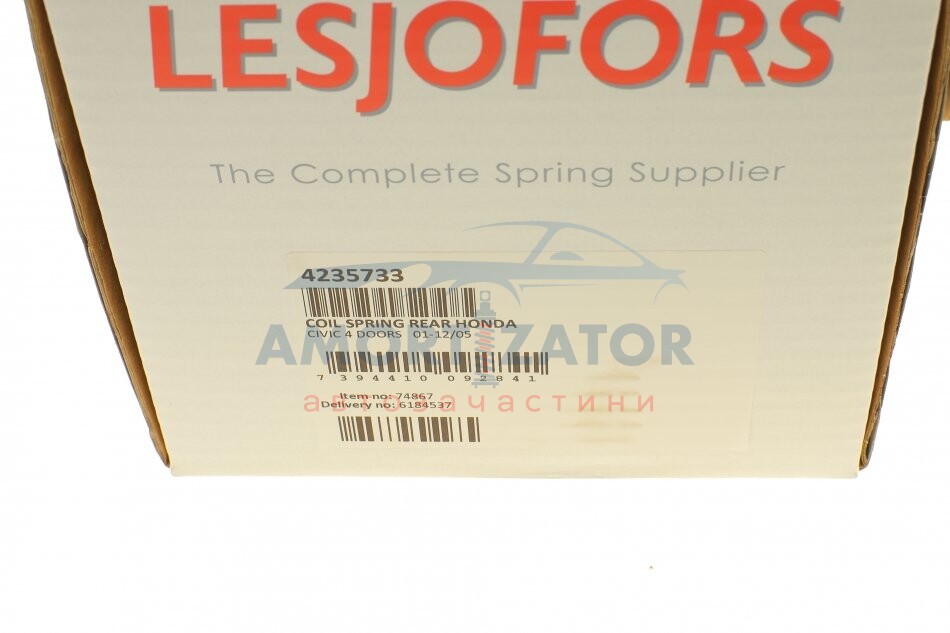 LESJOFORS
The Complete Spring Supplier
4235733
COIL SPRING REAR HONDA
CIVIC 4 DOORS 01-12/05
AMORTIZATOR
7 394410 092841
Item no: 74867
автозапчастини
Delivery no: 6184537